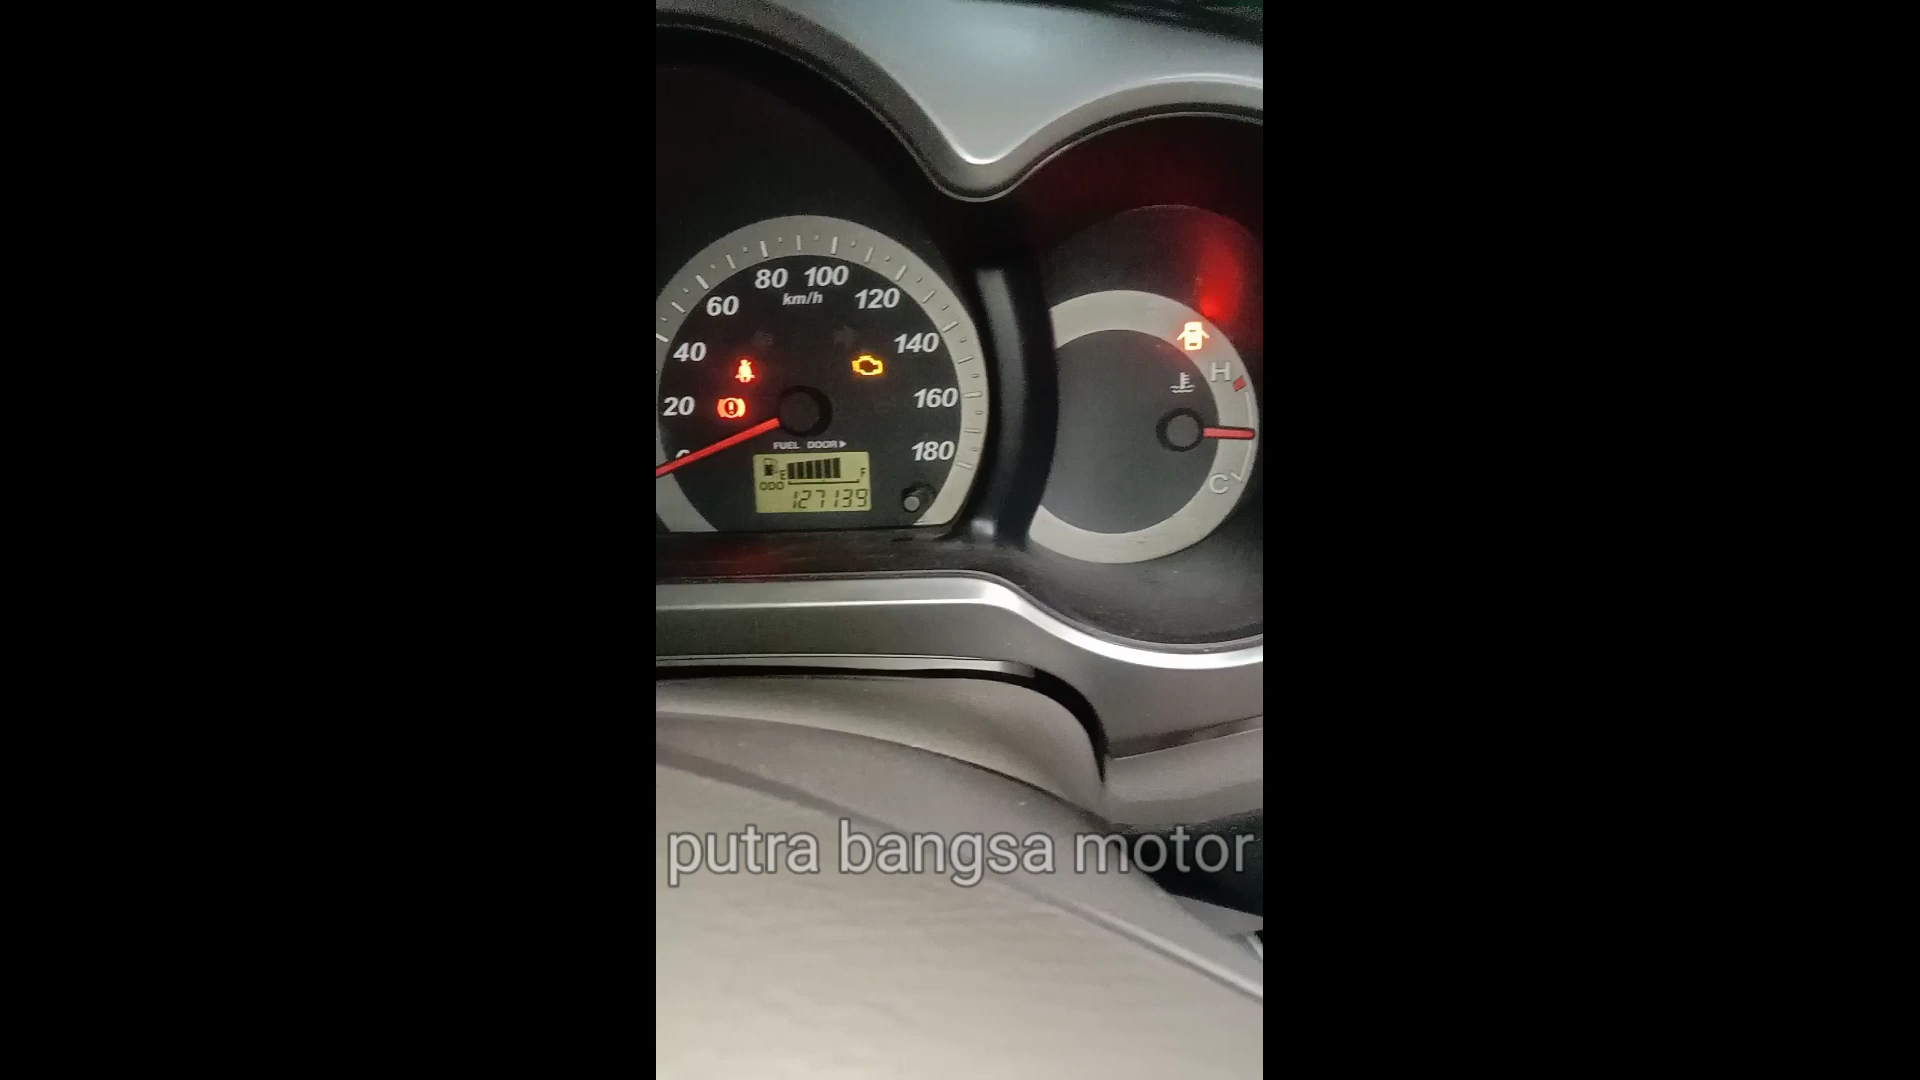 80 100
km/h
60 120
40 140
20 160
180
FUEL DOOR
E F
ODO
127139
H
C
putra bangsa motor